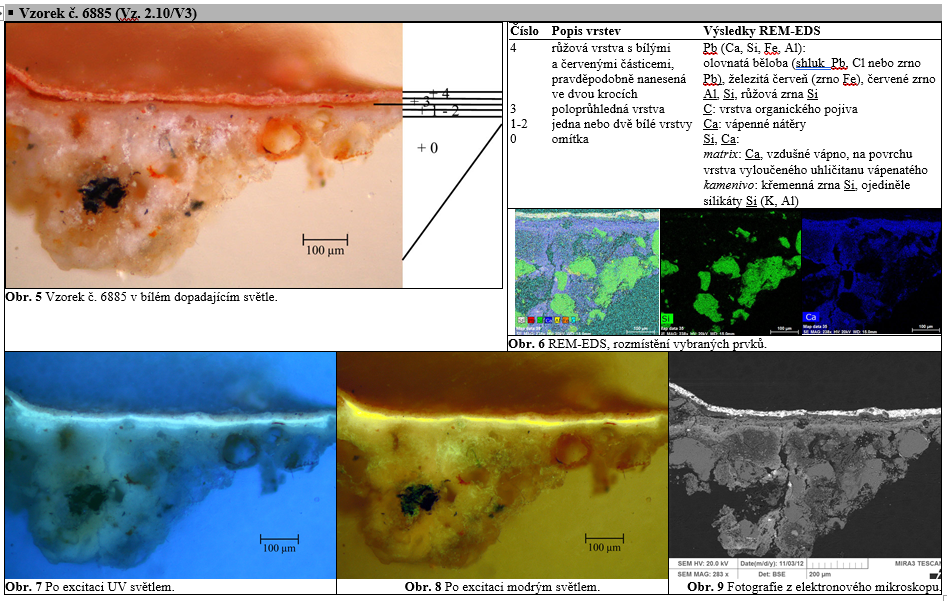 ▪ Vzorek č. 6885 (Vz. 2.10/V3)
+ 4
+ 3
+ 1 - 2
+ 0
100 µm
Obr. 5 Vzorek č. 6885 v bílém dopadajícím světle.
Číslo Popis vrstev Výsledky REM-EDS
4 růžová vrstva s bílými Pb (Ca, Si, Fe, Al):
a červenými částicemi, olovnatá běloba (shluk Pb, Cl nebo zrno
pravděpodobně nanesená Pb), železitá červeň (zrno Fe), červené zrno
ve dvou krocích Al, Si, růžová zrna Si
3 poloprůhledná vrstva C: vrstva organického pojiva
1-2 jedna nebo dvě bílé vrstvy Ca: vápenné nátěry
0 omítka Si, Ca:
matrix: Ca, vzdušné vápno, na povrchu
vrstva vyloučeného uhličitanu vápenatého
kamenivo: křemenná zrna Si, ojediněle
silikáty Si (K, Al)
Si
Ca
100 µm
100 µm
100 µm
Obr. 6 REM-EDS, rozmístění vybraných prvků.
100 µm
Obr. 7 Po excitaci UV světlem.
100 µm
Obr. 8 Po excitaci modrým světlem.
SEM HV: 20.0 kV Date(m/d/y): 11/03/12 MIRA3 TESCAN
SEM MAG: 283 x Det: BSE 200 µm
Obr. 9 Fotografie z elektronového mikroskopu.